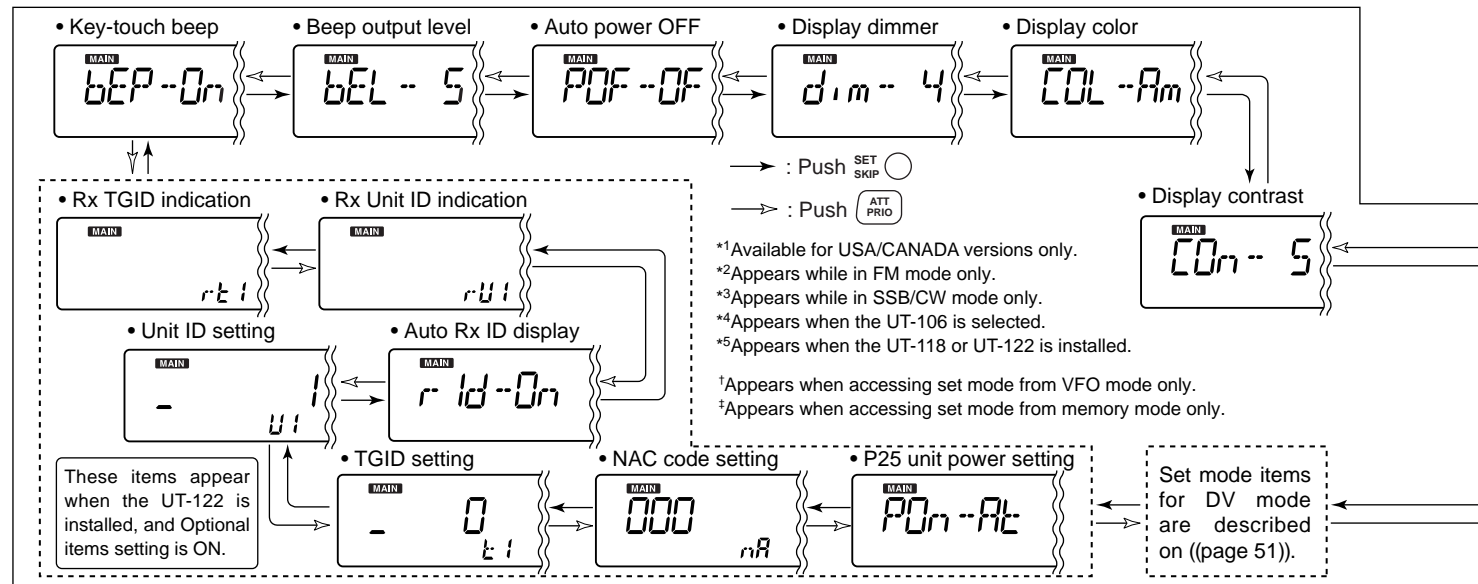 • Key-touch beep
• Beep output level
• Auto power OFF
• Display dimmer
• Display color
MAIN
bEP-On
MAIN
bEL- 5
MAIN
POF-OF
MAIN
dim- 4
MAIN
COL-Am
: Push SET SKIP
: Push ATT PRIO
• Display contrast
MAIN
COn- 5
• Rx TGID indication
• Rx Unit ID indication
MAIN
rt1
MAIN
rU1
*1Available for USA/CANADA versions only.
*2Appears while in FM mode only.
*3Appears while in SSB/CW mode only.
*4Appears when the UT-106 is selected.
*5Appears when the UT-118 or UT-122 is installed.
†Appears when accessing set mode from VFO mode only.
‡Appears when accessing set mode from memory mode only.
• Unit ID setting
• Auto Rx ID display
MAIN
_ 1
U1
MAIN
rId-On
• TGID setting
• NAC code setting
• P25 unit power setting
These items appear
when the UT-122 is
installed, and Optional
items setting is ON.
MAIN
_ 0
t1
MAIN
000
nA
MAIN
POn-At
Set mode items
for DV mode
are described
on ((page 51)).